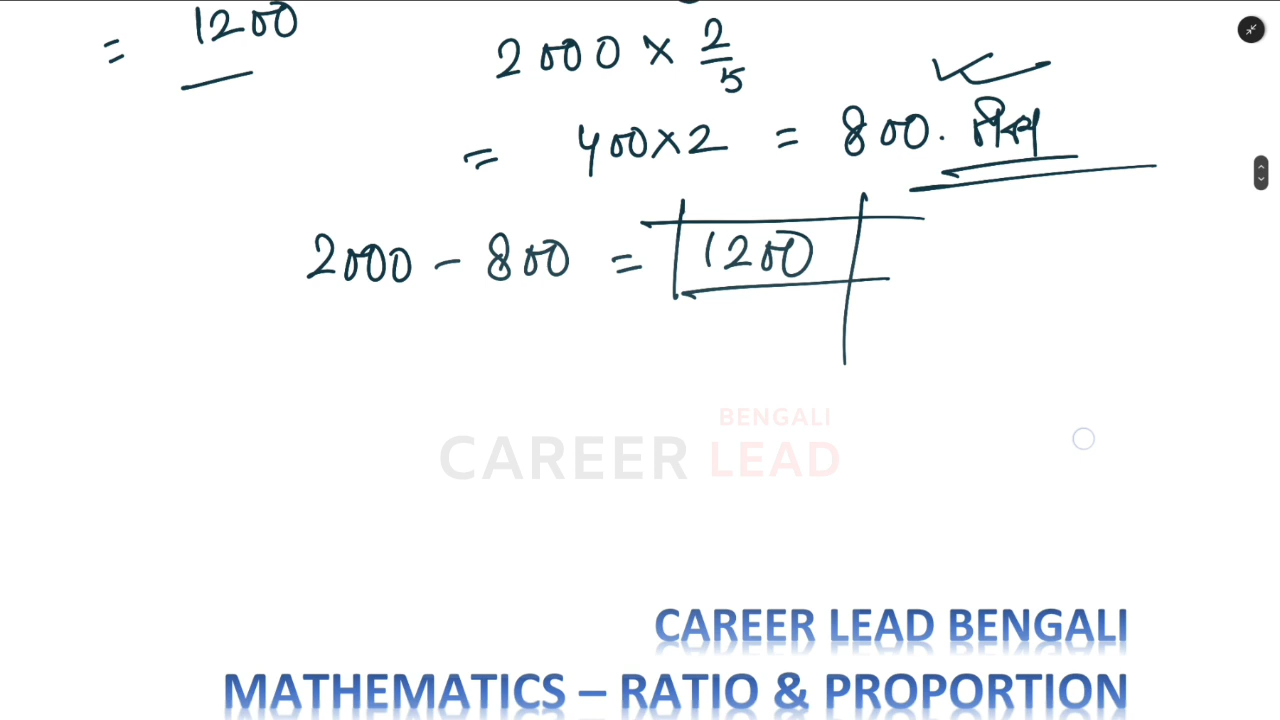 = 1200
2000 × 2/5
= 400×2 = 800.
2000 - 800 = 1200
BENGALI
CAREER LEAD
CAREER LEAD BENGALI
MATHEMATICS – RATIO & PROPORTION